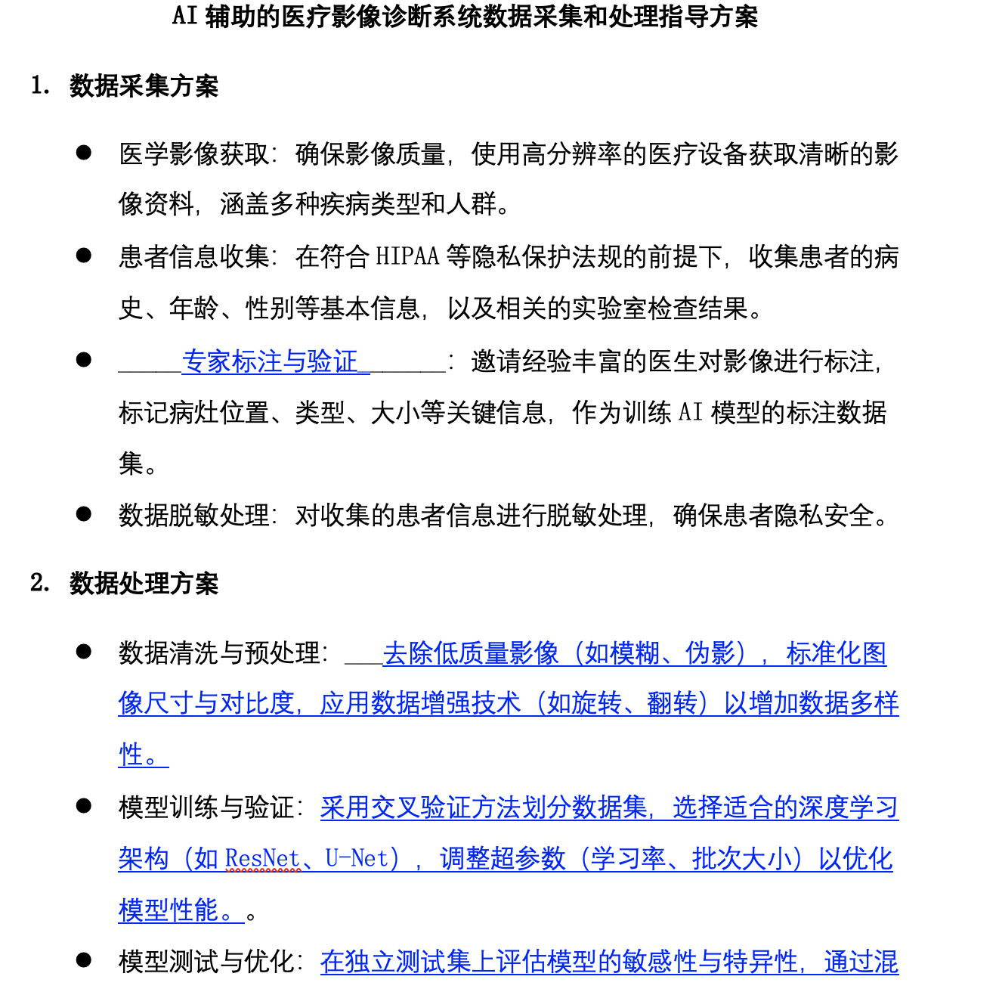 AI 辅助的医疗影像诊断系统数据采集和处理指导方案
1. 数据采集方案
● 医学影像获取：确保影像质量，使用高分辨率的医疗设备获取清晰的影
像资料，涵盖多种疾病类型和人群。
● 患者信息收集：在符合 HIPAA 等隐私保护法规的前提下，收集患者的病
史、年龄、性别等基本信息，以及相关的实验室检查结果。
● _____专家标注与验证_______：邀请经验丰富的医生对影像进行标注，
标记病灶位置、类型、大小等关键信息，作为训练 AI 模型的标注数据
集。
● 数据脱敏处理：对收集的患者信息进行脱敏处理，确保患者隐私安全。
2. 数据处理方案
● 数据清洗与预处理：___去除低质量影像（如模糊、伪影），标准化图
像尺寸与对比度，应用数据增强技术（如旋转、翻转）以增加数据多样
性。
● 模型训练与验证：采用交叉验证方法划分数据集，选择适合的深度学习
架构（如 ResNet、U-Net），调整超参数（学习率、批次大小）以优化
模型性能。。
● 模型测试与优化：在独立测试集上评估模型的敏感性与特异性，通过混